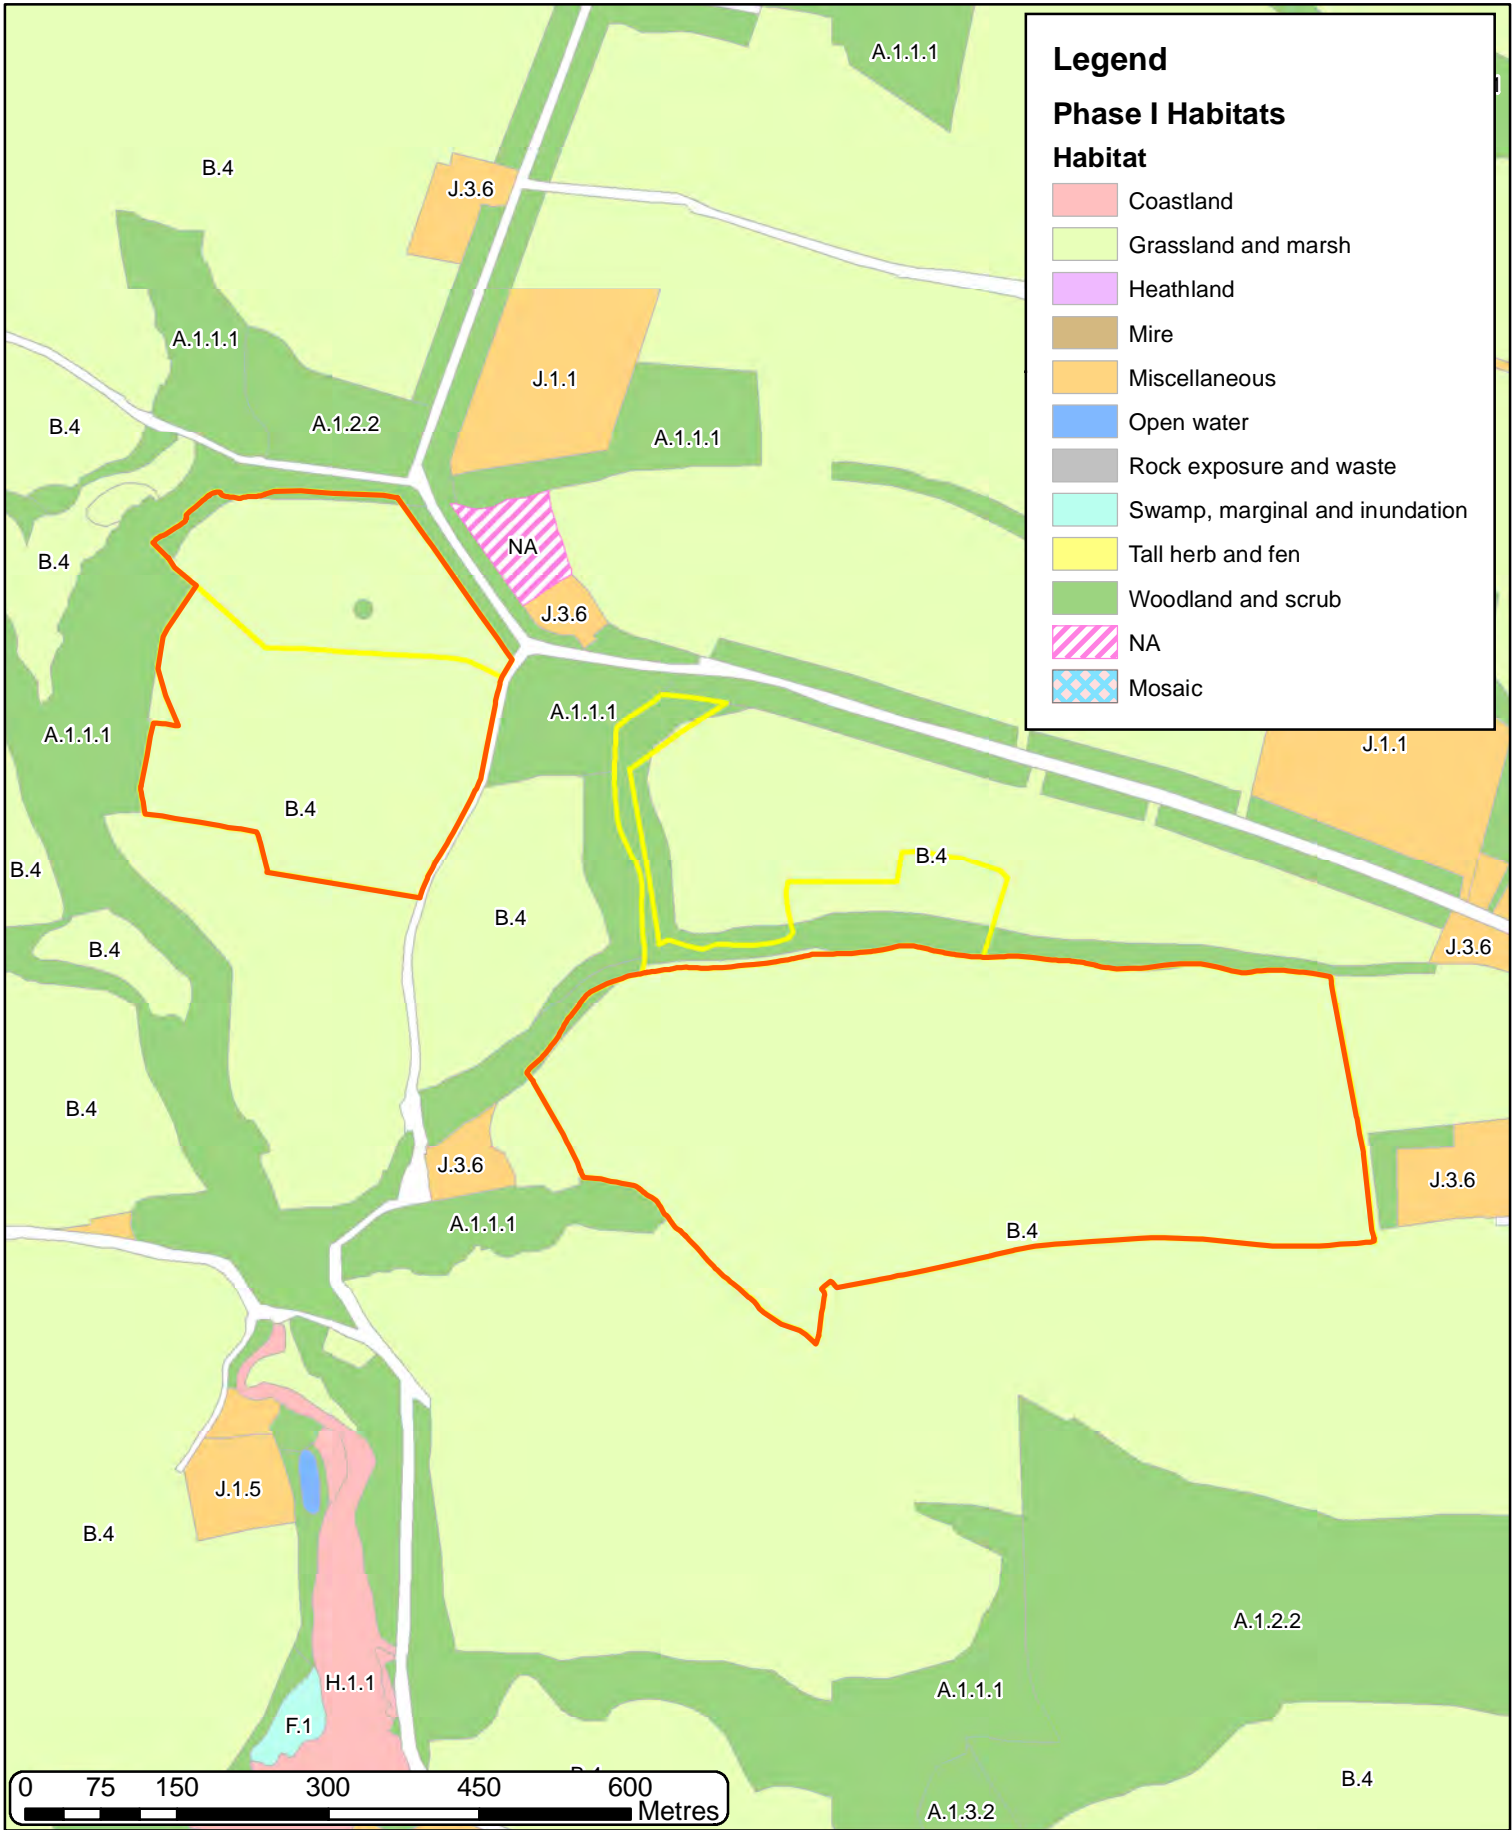 Legend
Phase I Habitats
Habitat
Coastland
Grassland and marsh
Heathland
Mire
Miscellaneous
Open water
Rock exposure and waste
Swamp, marginal and inundation
Tall herb and fen
Woodland and scrub
NA
Mosaic
A.1.1.1
B.4
J.3.6
A.1.1.1
J.1.1
B.4
A.1.2.2
A.1.1.1
B.4
NA
J.3.6
A.1.1.1
A.1.1.1
J.1.1
B.4
B.4
B.4
B.4
B.4
J.3.6
B.4
J.3.6
J.3.6
A.1.1.1
B.4
J.1.5
B.4
A.1.2.2
H.1.1
A.1.1.1
F.1
B.4
A.1.3.2
0 75 150 300 450 600
Metres